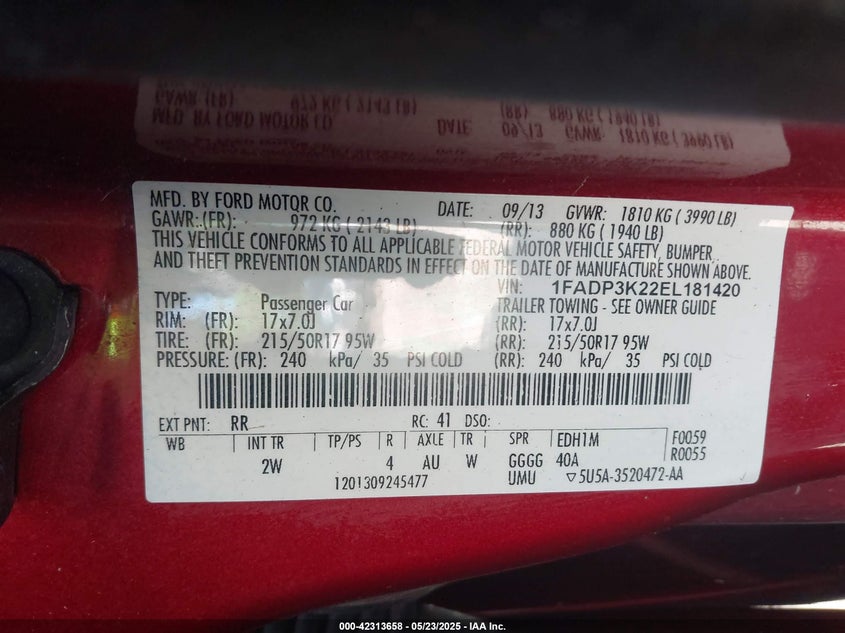 MFD. BY FORD MOTOR CO. DATE: 09/13 GVWR: 1810 KG ( 3990 LB)
GAWR:(FR): 972 KG ( 2143 LB) (RR): 880 KG ( 1940 LB)
THIS VEHICLE CONFORMS TO ALL APPLICABLE FEDERAL MOTOR VEHICLE SAFETY, BUMPER
AND THEFT PREVENTION STANDARDS IN EFFECT ON THE DATE OF MANUFACTURE SHOWN ABOVE.
VIN: 1FADP3K22EL181420
TYPE: Passenger Car TRAILER TOWING - SEE OWNER GUIDE
RIM: (FR): 17x7.0J (RR): 17x7.0J
TIRE: (FR): 215/50R17 95W (RR): 215/50R17 95W
PRESSURE: (FR): 240 kPa/ 35 PSI COLD (RR): 240 kPa/ 35 PSI COLD
EXT PNT: RR RC: 41 DSO:
WB INT TR TP/PS R AXLE TR SPR EDH1M F0059
2W 4 AU W GGGG 40A R0055
1201309245477 UMU ▽5U5A-3520472-AA
000-42313658 - 05/23/2025 - IAA Inc.